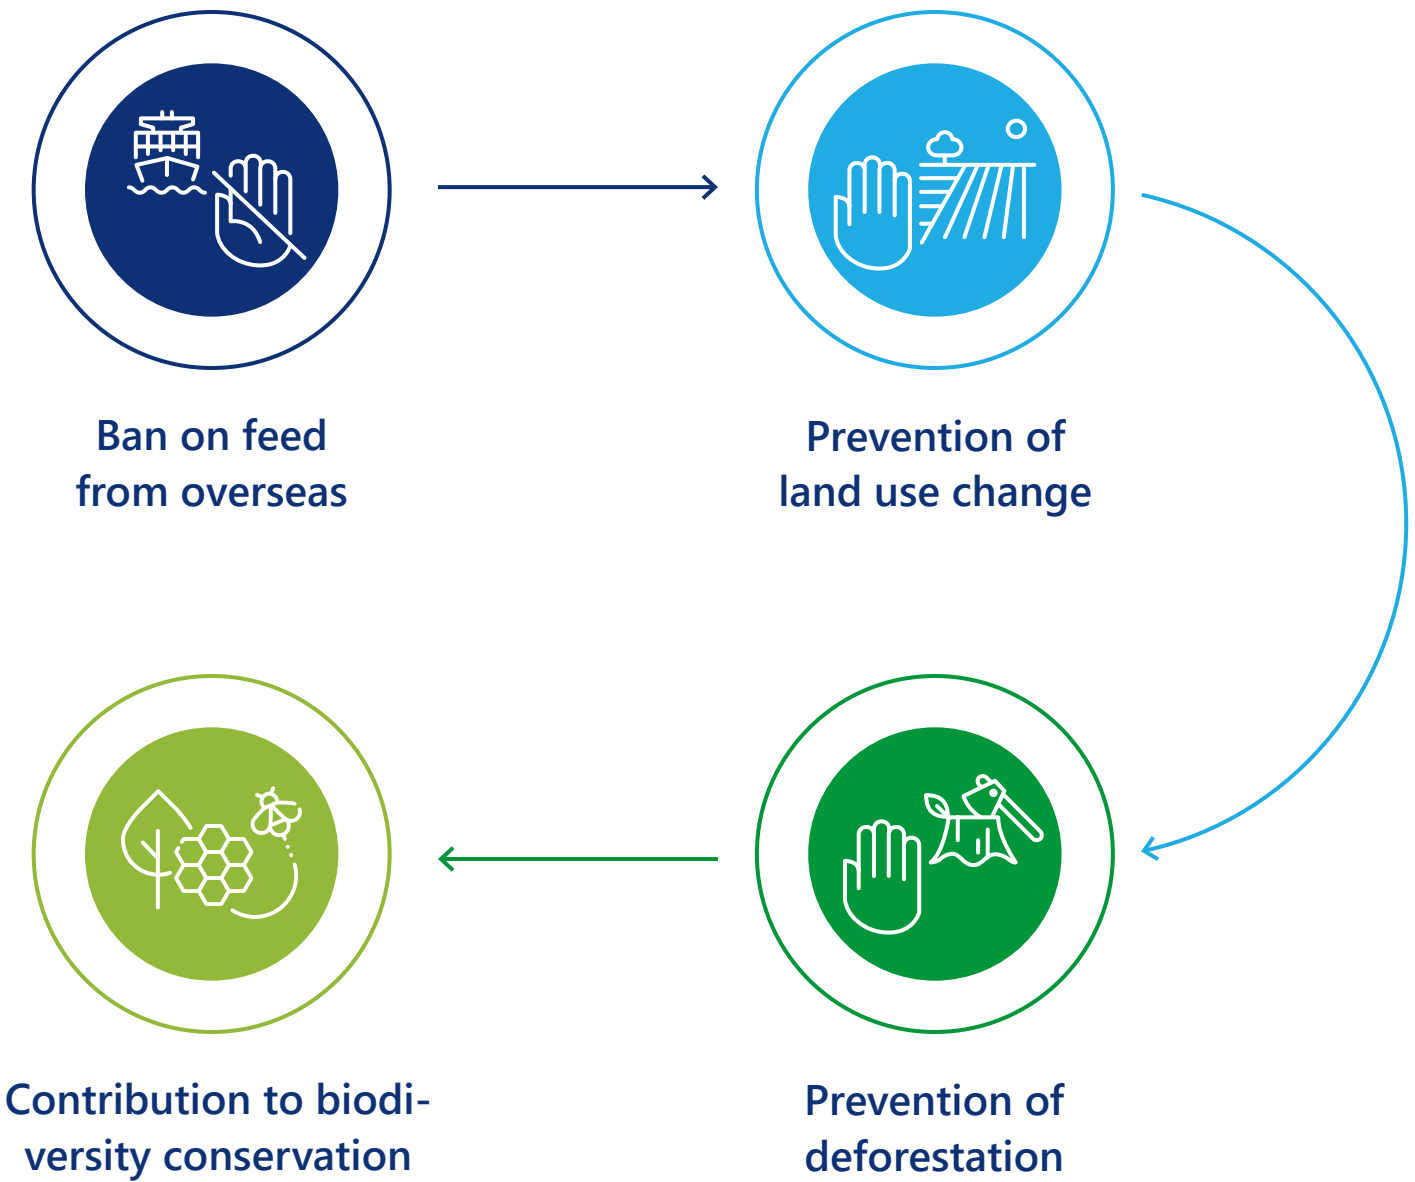 Ban on feed
from overseas
Prevention of
land use change
Contribution to biodi-
versity conservation
Prevention of
deforestation